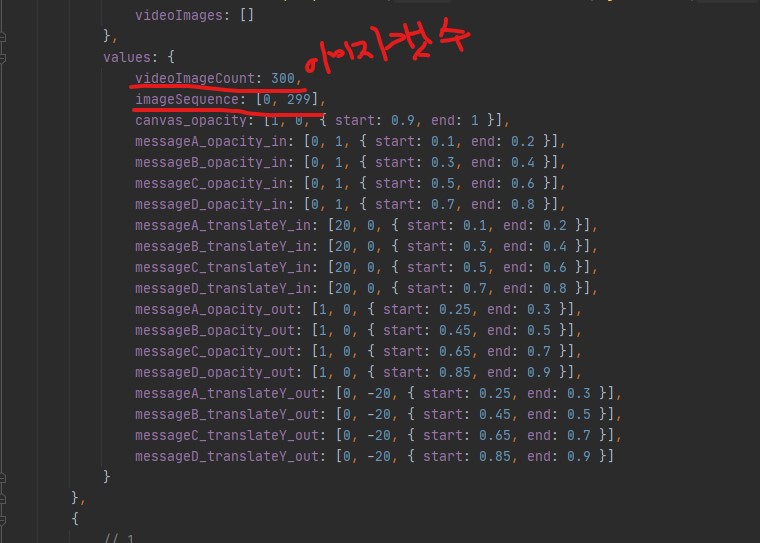 videoImages: []
},
values: {
videoImageCount: 300, 이미지 갯수
imageSequence: [0, 299],
canvas_opacity: [1, 0, { start: 0.9, end: 1 }],
messageA_opacity_in: [0, 1, { start: 0.1, end: 0.2 }],
messageB_opacity_in: [0, 1, { start: 0.3, end: 0.4 }],
messageC_opacity_in: [0, 1, { start: 0.5, end: 0.6 }],
messageD_opacity_in: [0, 1, { start: 0.7, end: 0.8 }],
messageA_translateY_in: [20, 0, { start: 0.1, end: 0.2 }],
messageB_translateY_in: [20, 0, { start: 0.3, end: 0.4 }],
messageC_translateY_in: [20, 0, { start: 0.5, end: 0.6 }],
messageD_translateY_in: [20, 0, { start: 0.7, end: 0.8 }],
messageA_opacity_out: [1, 0, { start: 0.25, end: 0.3 }],
messageB_opacity_out: [1, 0, { start: 0.45, end: 0.5 }],
messageC_opacity_out: [1, 0, { start: 0.65, end: 0.7 }],
messageD_opacity_out: [1, 0, { start: 0.85, end: 0.9 }],
messageA_translateY_out: [0, -20, { start: 0.25, end: 0.3 }],
messageB_translateY_out: [0, -20, { start: 0.45, end: 0.5 }],
messageC_translateY_out: [0, -20, { start: 0.65, end: 0.7 }],
messageD_translateY_out: [0, -20, { start: 0.85, end: 0.9 }]
}
},
{
// 1